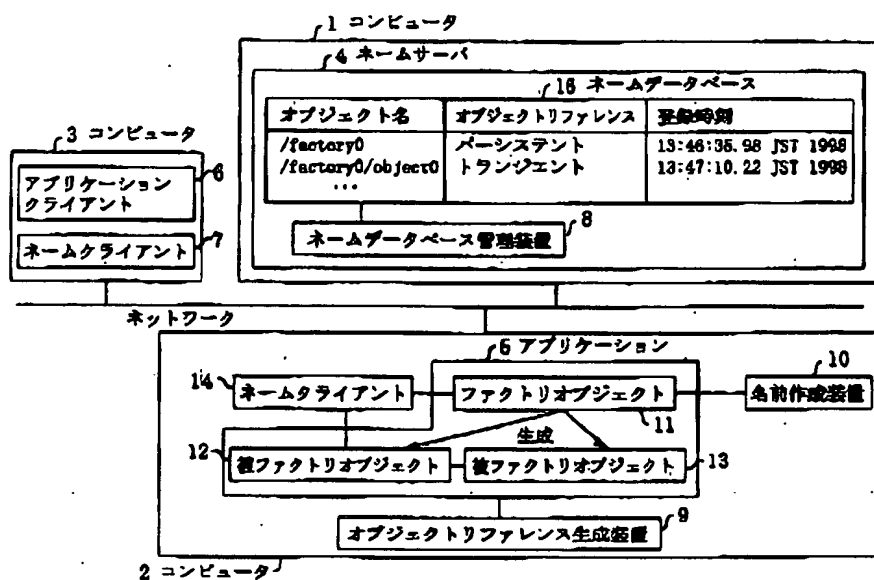 1 コンピュータ
4 ネームサーバ
16 ネームデータベース
オブジェクト名 オブジェクトリファレンス 登録時刻
/factory0 パーシステント 13:46:35.98 JST 1998
/factory0/object0 トランジェント 13:47:10.22 JST 1998
...
8
ネームデータベース管理装置
3 コンピュータ
6
アプリケーション
クライアント
7
ネームクライアント
ネットワーク
5 アプリケーション
10
14
ネームクライアント
ファクトリオブジェクト
名前作成装置
11
生成
12
被ファクトリオブジェクト
被ファクトリオブジェクト
13
9
オブジェクトリファレンス生成装置
2 コンピュータ